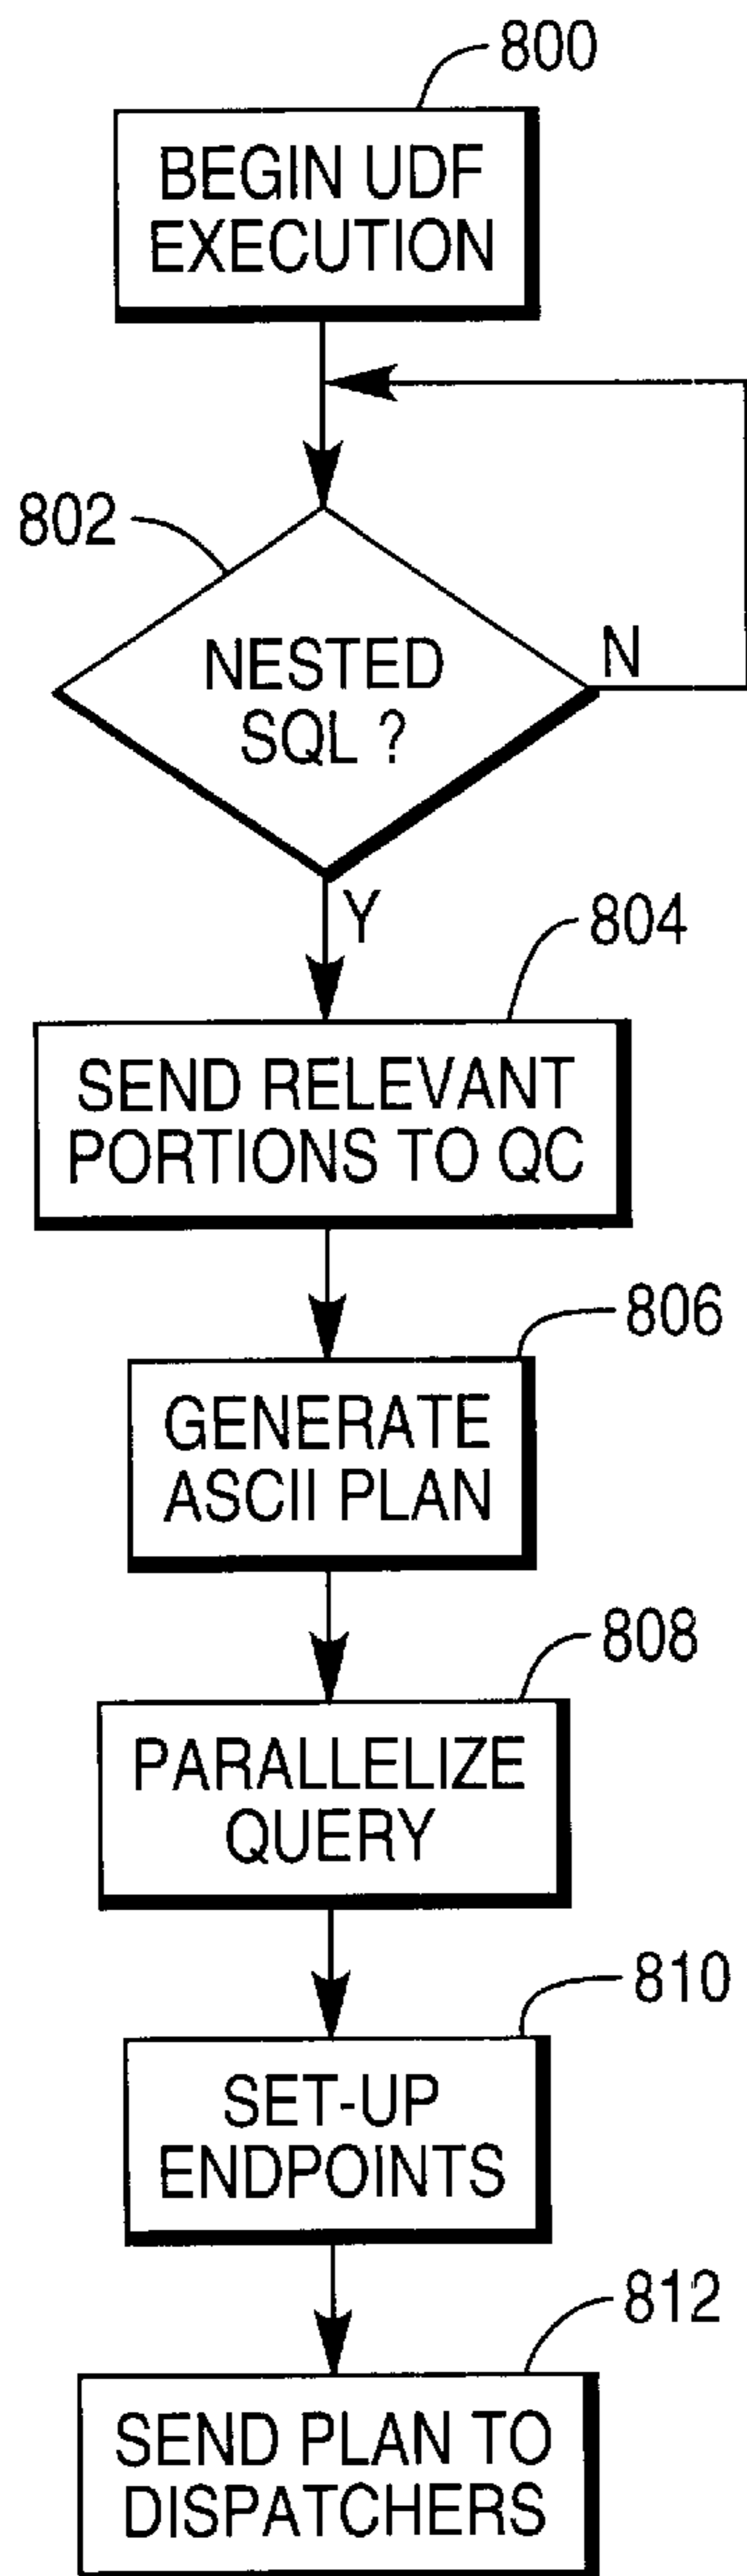 800
BEGIN UDF
EXECUTION
802
NESTED
SQL ?
N
Y
804
SEND RELEVANT
PORTIONS TO QC
806
GENERATE
ASCII PLAN
808
PARALLELIZE
QUERY
810
SET-UP
ENDPOINTS
812
SEND PLAN TO
DISPATCHERS